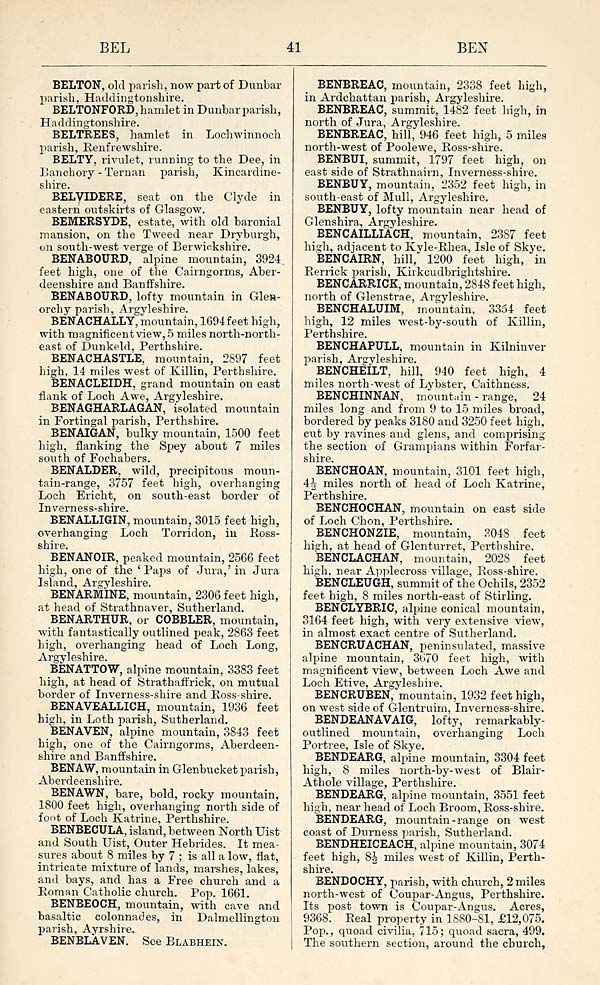 BEL 41 BEN
BELTON, old parish, now part of Dunbar
parish, Haddingtonshire.
BELTONFORD, hamlet in Dunbar parish,
Haddingtonshire.
BELTREES, hamlet in Lochwinnoch
parish, Renfrewshire.
BELTY, rivulet, running to the Dee, in
Banchory-Ternan parish, Kincardine-
shire.
BELVIDERE, seat on the Clyde in
eastern outskirts of Glasgow.
BEMERSYDE, estate, with old baronial
mansion, on the Tweed near Dryburgh,
on south-west verge of Berwickshire.
BENABOURD, alpine mountain, 3924
feet high, one of the Cairngorms, Aber-
deenshire and Banffshire.
BENABOURD, lofty mountain in Glen-
orchy parish, Argyleshire.
BENACHALLY, mountain, 1694 feet high,
with magnificent view, 5 miles north-north-
east of Dunkeld, Perthshire.
BENACHASTLE, mountain, 2897 feet
high, 14 miles west of Killin, Perthshire.
BENACLEIDH, grand mountain on east
flank of Loch Awe, Argyleshire.
BENAGHARLAGAN, isolated mountain
in Fortingal parish, Perthshire.
BENAIGAN, bulky mountain, 1500 feet
high, flanking the Spey about 7 miles
south of Fochabers.
BENALDER, wild, precipitous moun-
tain-range, 3757 feet high, overhanging
Loch Ericht, on south-east border of
Inverness-shire.
BENALLIGIN, mountain, 3015 feet high,
overhanging Loch Torridon, in Ross-
shire.
BENANOIR, peaked mountain, 2566 feet
high, one of the ‘Paps of Jura,’ in Jura
Island, Argyleshire.
BENARMINE, mountain, 2306 feet high,
at head of Strathnaver, Sutherland.
BENARTHUR, or COBBLER, mountain,
with fantastically outlined peak, 2863 feet
high, overhanging head of Loch Long,
Argyleshire.
BENATTOW, alpine mountain, 3383 feet
high, at head of Strathaffrick, on mutual
border of Inverness-shire and Ross-shire.
BENAVEALLICH, mountain, 1936 feet
high, in Loth parish, Sutherland.
BENAVEN, alpine mountain, 3843 feet
high, one of the Cairngorms, Aberdeen-
shire and Banffshire.
BENAW, mountain in Glenbucket parish,
Aberdeenshire.
BENAWN, bare, bold, rocky mountain,
1800 feet high, overhanging north side of
foot of Loch Katrine, Perthshire.
BENBECULA, island, between North Uist
and South Uist, Outer Hebrides. It mea-
sures about 8 miles by 7; is all a low, flat,
intricate mixture of lands, marshes, lakes,
and bays, and has a Free church and a
Roman Catholic church. Pop. 1661.
BENBEOCH, mountain, with cave and
basaltic colonnades, in Dalmellington
parish, Ayrshire.
BENBLAVEN. See BLABHEIN.
BENBREAC, mountain, 2338 feet high,
in Ardchattan parish, Argyleshire.
BENBREAC, summit, 1482 feet high, in
north of Jura, Argyleshire.
BENBREAC, hill, 946 feet high, 5 miles
north-west of Poolewe, Ross-shire.
BENBUI, summit, 1797 feet high, on
east side of Strathnairn, Inverness-shire.
BENBUY, mountain, 2352 feet high, in
south-east of Mull, Argyleshire.
BENBUY, lofty mountain near head of
Glenshira, Argyleshire.
BENCAILLIACH, mountain, 2387 feet
high, adjacent to Kyle-Rhea, Isle of Skye.
BENCAIRN, hill, 1200 feet high, in
Rerrick parish, Kirkcudbrightshire.
BENCARRICK, mountain, 2848 feet high,
north of Glenstrae, Argyleshire.
BENCHALUIM, mountain, 3354 feet
high, 12 miles west-by-south of Killin,
Perthshire.
BENCHAPULL, mountain in Kilninver
parish, Argyleshire.
BENCHEILT, hill, 940 feet high, 4
miles north-west of Lybster, Caithness.
BENCHINNAN, mountain-range, 24
miles long and from 9 to 15 miles broad,
bordered by peaks 3180 and 3250 feet high,
cut by ravines and glens, and comprising
the section of Grampians within Forfar-
shire.
BENCHOAN, mountain, 3101 feet high,
4½ miles north of head of Loch Katrine,
Perthshire.
BENCHOCHAN, mountain on east side
of Loch Chon, Perthshire.
BENCHONZIE, mountain, 3048 feet
high, at head of Glenturret, Perthshire.
BENCLACHAN, mountain, 2028 feet
high, near Applecross village, Ross-shire.
BENCLEUGH, summit of the Ochils, 2352
feet high, 8 miles north-east of Stirling.
BENCLYBRIC, alpine conical mountain,
3164 feet high, with very extensive view,
in almost exact centre of Sutherland.
BENCRUACHAN, peninsulated, massive
alpine mountain, 3670 feet high, with
magnificent view, between Loch Awe and
Loch Etive, Argyleshire.
BENCRUBEN, mountain, 1932 feet high,
on west side of Glentruim, Inverness-shire.
BENDEANAVAIG, lofty, remarkably-
outlined mountain, overhanging Loch
Portree, Isle of Skye.
BENDEARG, alpine mountain, 3304 feet
high, 8 miles north-by-west of Blair-
Athole village, Perthshire.
BENDEARG, alpine mountain, 3551 feet
high, near head of Loch Broom, Ross-shire.
BENDEARG, mountain-range on west
coast of Durness parish, Sutherland.
BENDHEICEACH, alpine mountain, 3074
feet high, 8½ miles west of Killin, Perth-
shire.
BENDOCHY, parish, with church, 2 miles
north-west of Coupar-Angus, Perthshire.
Its post town is Coupar-Angus. Acres,
9368. Real property in 1880-81, £12,075.
Pop., quoad civilia, 715; quoad sacra, 499.
The southern section, around the church,